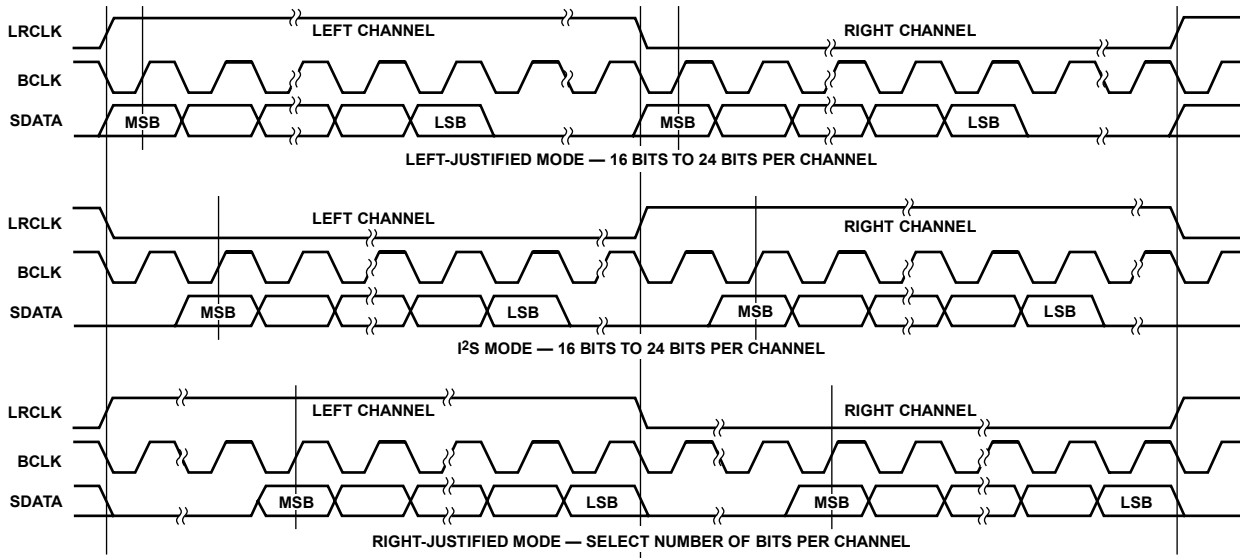 LRCLK LEFT CHANNEL RIGHT CHANNEL
BCLK
SDATA MSB LSB MSB LSB
LEFT-JUSTIFIED MODE — 16 BITS TO 24 BITS PER CHANNEL
LRCLK LEFT CHANNEL RIGHT CHANNEL
BCLK
SDATA MSB LSB MSB LSB
I²S MODE — 16 BITS TO 24 BITS PER CHANNEL
LRCLK LEFT CHANNEL RIGHT CHANNEL
BCLK
SDATA MSB LSB MSB LSB
RIGHT-JUSTIFIED MODE — SELECT NUMBER OF BITS PER CHANNEL